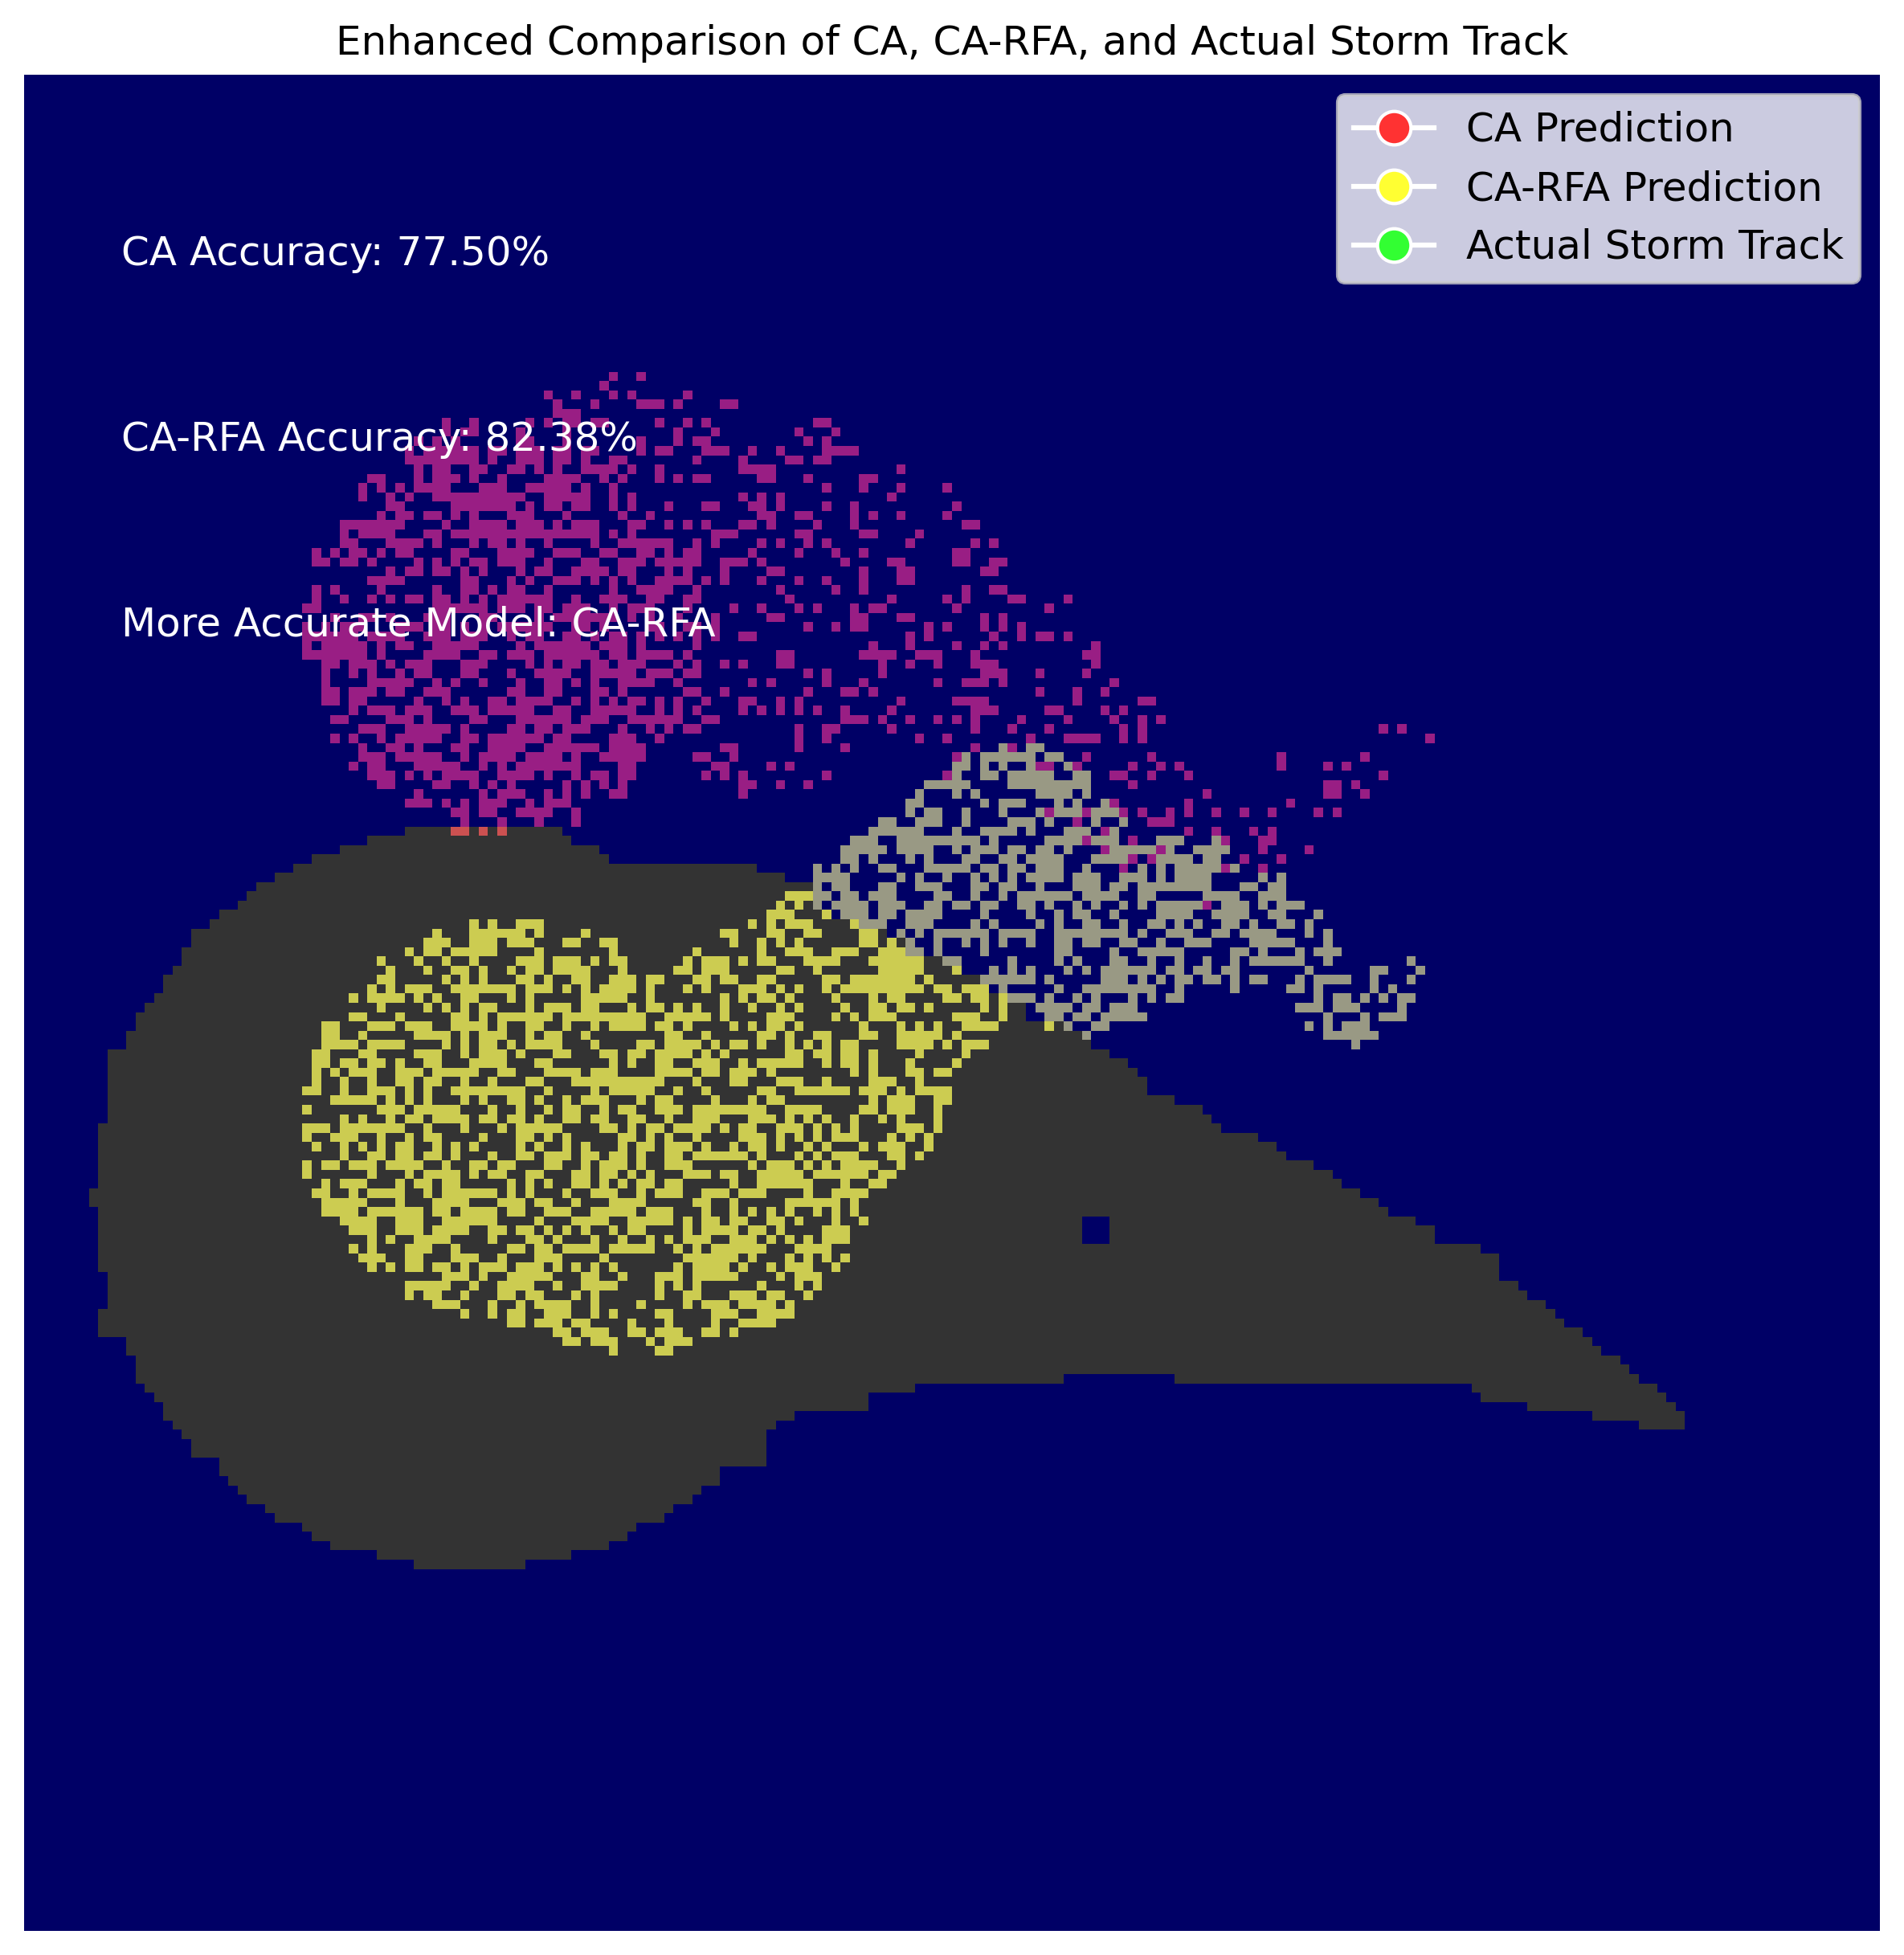 Enhanced Comparison of CA, CA-RFA, and Actual Storm Track
CA Prediction
CA-RFA Prediction
Actual Storm Track
CA Accuracy: 77.50%
CA-RFA Accuracy: 82.38%
More Accurate Model: CA-RFA